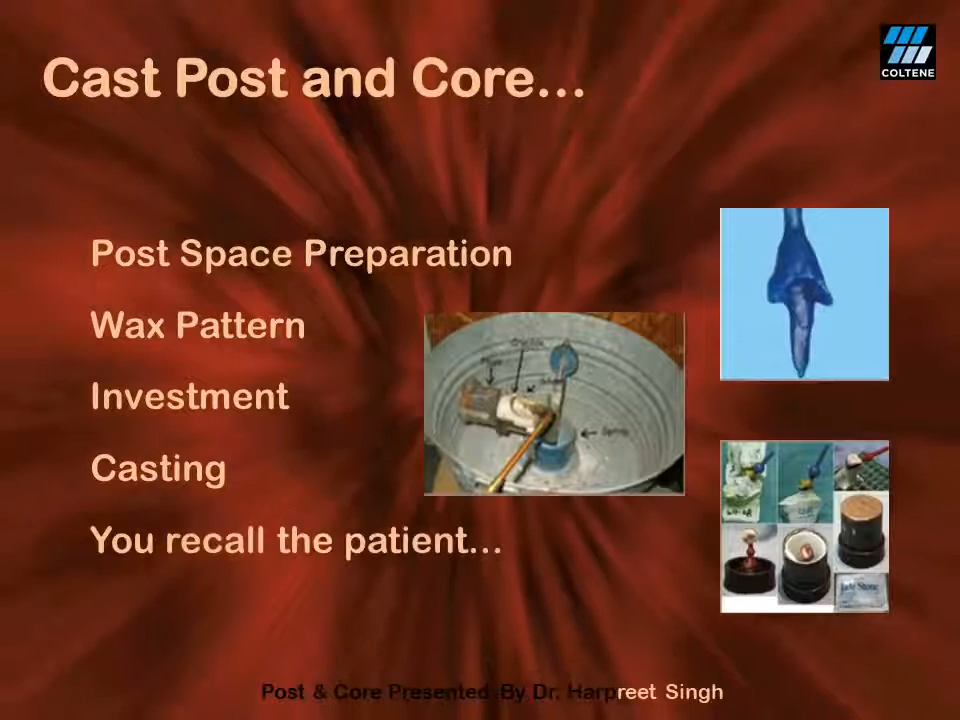 Cast Post and Core...
COLTENE
Post Space Preparation
Wax Pattern
Investment
Casting
You recall the patient...
Post & Core Presented By Dr. Harpreet Singh